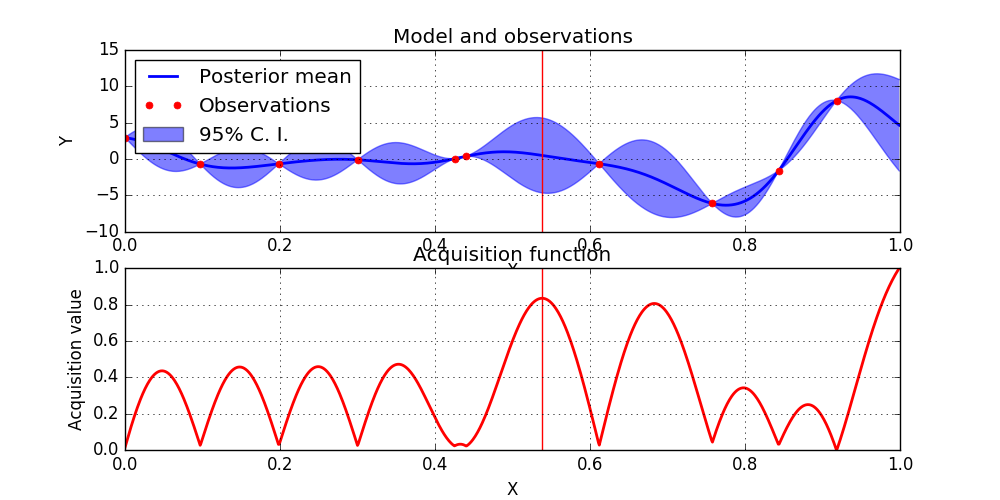 Model and observations
15
10
5
0
−5
−10
Y
Posterior mean
Observations
95% C. I.
0.0 0.2 0.4 0.6 0.8 1.0
X
Acquisition function
1.0
0.8
0.6
0.4
0.2
0.0
Acquisition value
0.0 0.2 0.4 0.6 0.8 1.0
X